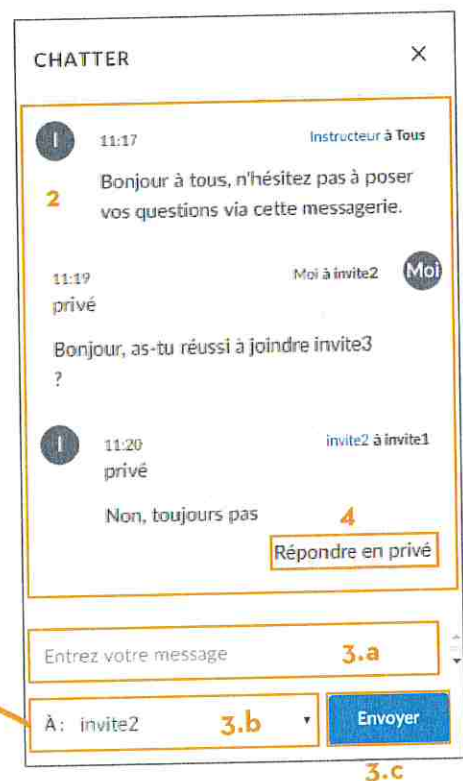 CHATTER ×
I 11:17 Instructeur à Tous
2 Bonjour à tous, n'hésitez pas à poser
vos questions via cette messagerie.
11:19 Moi à invite2 Moi
privé
Bonjour, as-tu réussi à joindre invite3
?
I 11:20 invite2 à invite1
privé
Non, toujours pas
4
Répondre en privé
Entrez votre message 3.a
À : invite2 3.b Envoyer
3.c